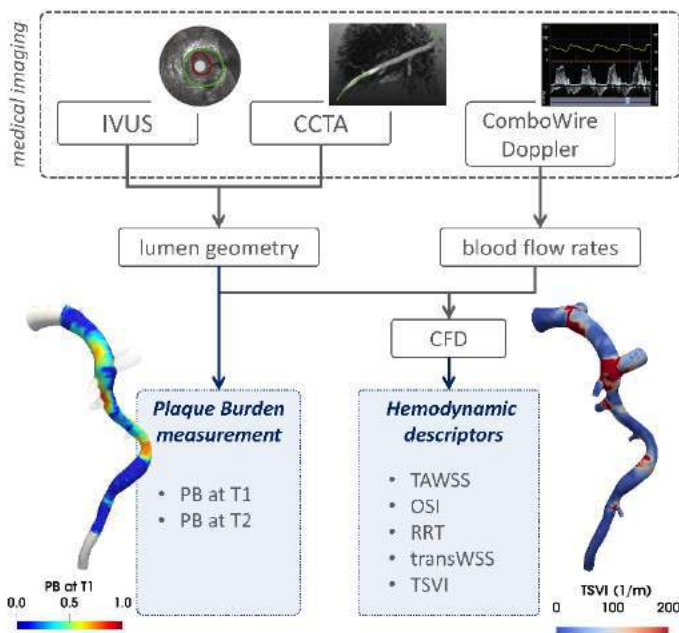 medical imaging
IVUS
CCTA
ComboWire
Doppler
lumen geometry
blood flow rates
CFD
Plaque Burden
measurement
• PB at T1
• PB at T2
Hemodynamic
descriptors
• TAWSS
• OSI
• RRT
• transWSS
• TSVI
PB at T1
0.0 0.5 1.0
TSVI (1/m)
0 100 200